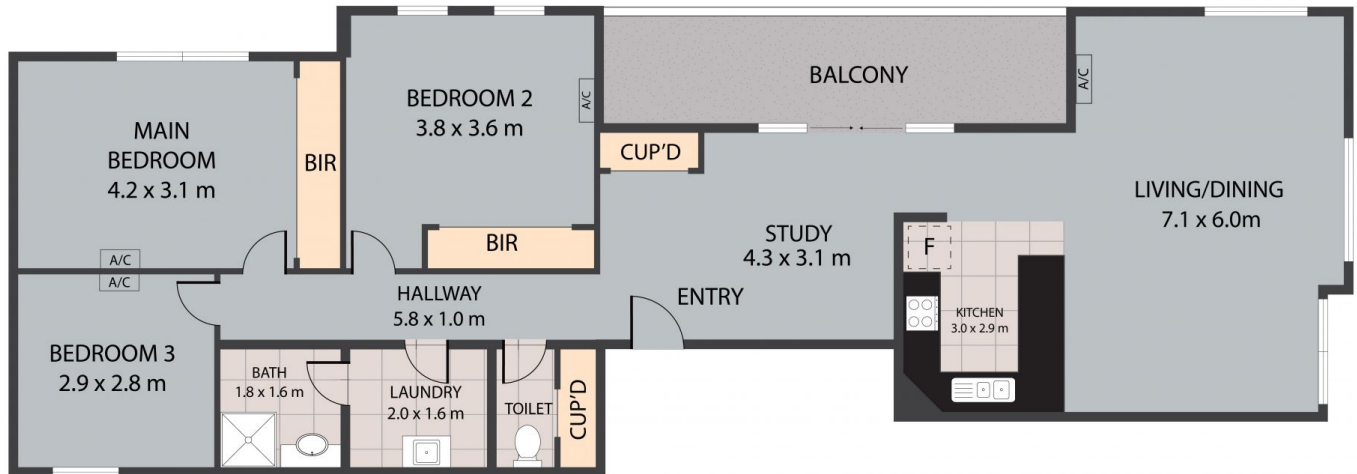 MAIN
BEDROOM
4.2 x 3.1 m
BIR
BEDROOM 2
3.8 x 3.6 m
A/C
BIR
BALCONY
A/C
CUP'D
LIVING/DINING
7.1 x 6.0m
STUDY
4.3 x 3.1 m
F
A/C
A/C
HALLWAY
5.8 x 1.0 m
ENTRY
KITCHEN
3.0 x 2.9 m
BEDROOM 3
2.9 x 2.8 m
BATH
1.8 x 1.6 m
LAUNDRY
2.0 x 1.6 m
TOILET
CUP'D